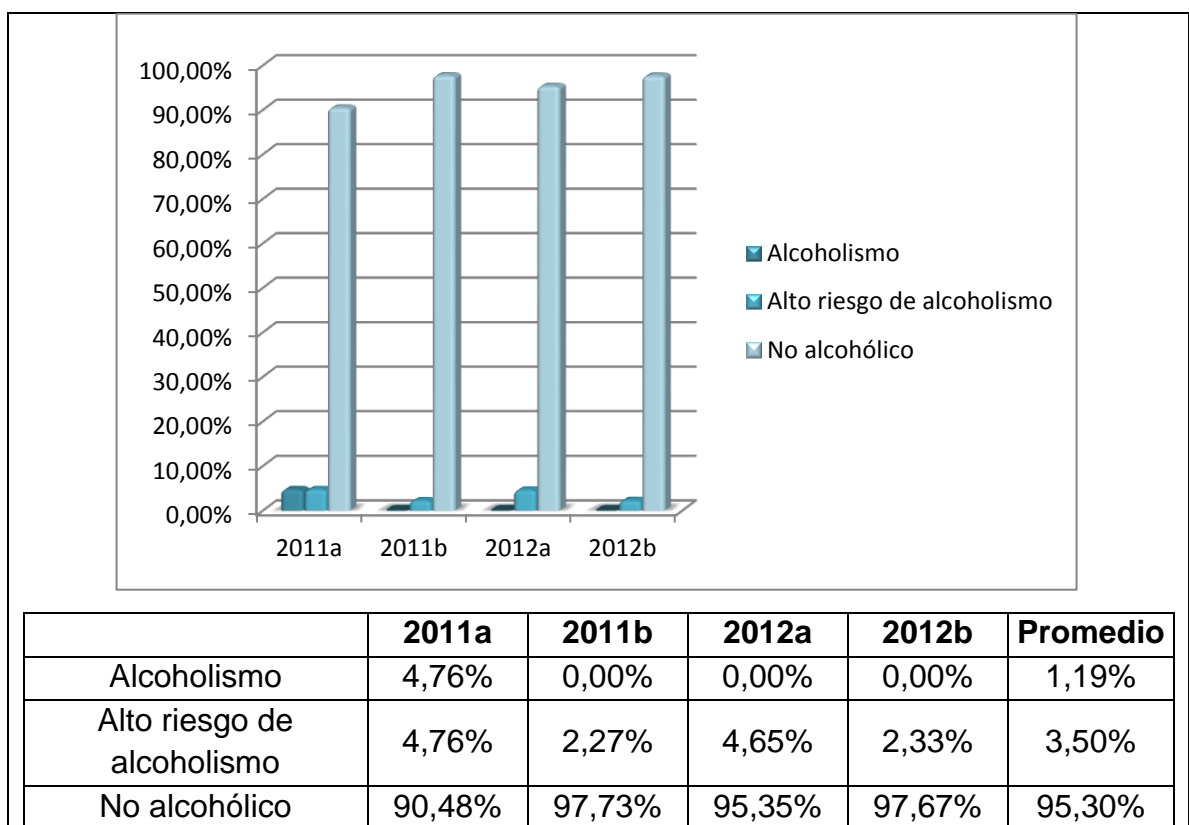 100,00%
90,00%
80,00%
70,00%
60,00%
50,00%
40,00%
30,00%
20,00%
10,00%
0,00%
2011a 2011b 2012a 2012b
Alcoholismo
Alto riesgo de alcoholismo
No alcohólico
2011a 2011b 2012a 2012b Promedio
Alcoholismo 4,76% 0,00% 0,00% 0,00% 1,19%
Alto riesgo de
alcoholismo 4,76% 2,27% 4,65% 2,33% 3,50%
No alcohólico 90,48% 97,73% 95,35% 97,67% 95,30%